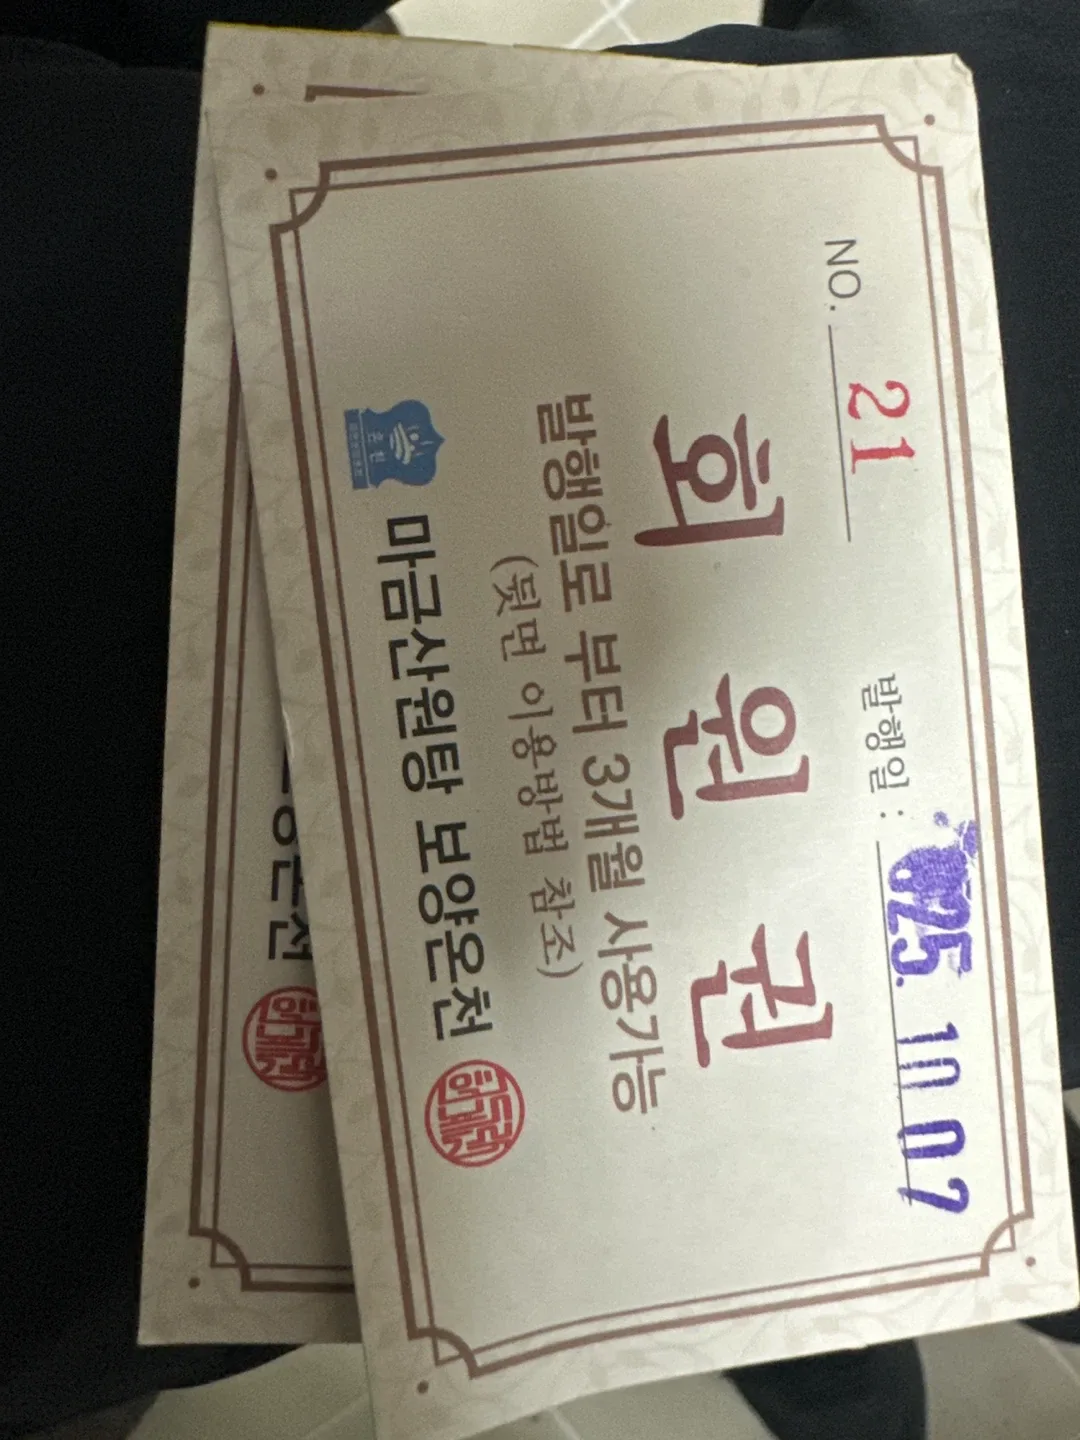 NO. 21 발행일 : 2025. 10. 07
회원권
발행일로 부터 3개월 사용가능
(뒷면 이용방법 참조)
온천
마금산원탕 보양온천